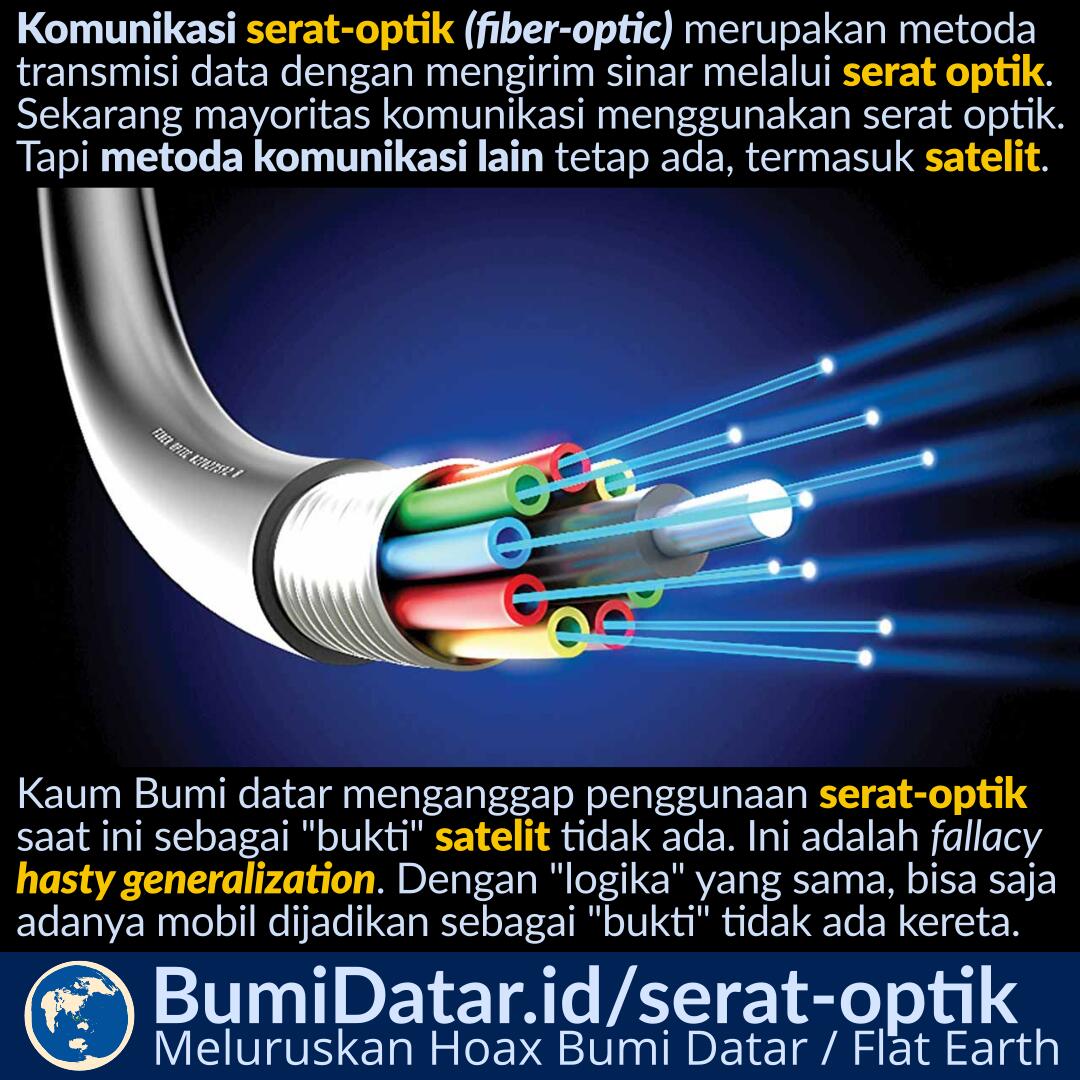 Komunikasi serat-optik (fiber-optic) merupakan metoda
transmisi data dengan mengirim sinar melalui serat optik.
Sekarang mayoritas komunikasi menggunakan serat optik.
Tapi metoda komunikasi lain tetap ada, termasuk satelit.
FIBER OPTIC
Kaum Bumi datar menganggap penggunaan serat-optik
saat ini sebagai "bukti" satelit tidak ada. Ini adalah fallacy
hasty generalization. Dengan "logika" yang sama, bisa saja
adanya mobil dijadikan sebagai "bukti" tidak ada kereta.
BumiDatar.id/serat-optik
Meluruskan Hoax Bumi Datar / Flat Earth